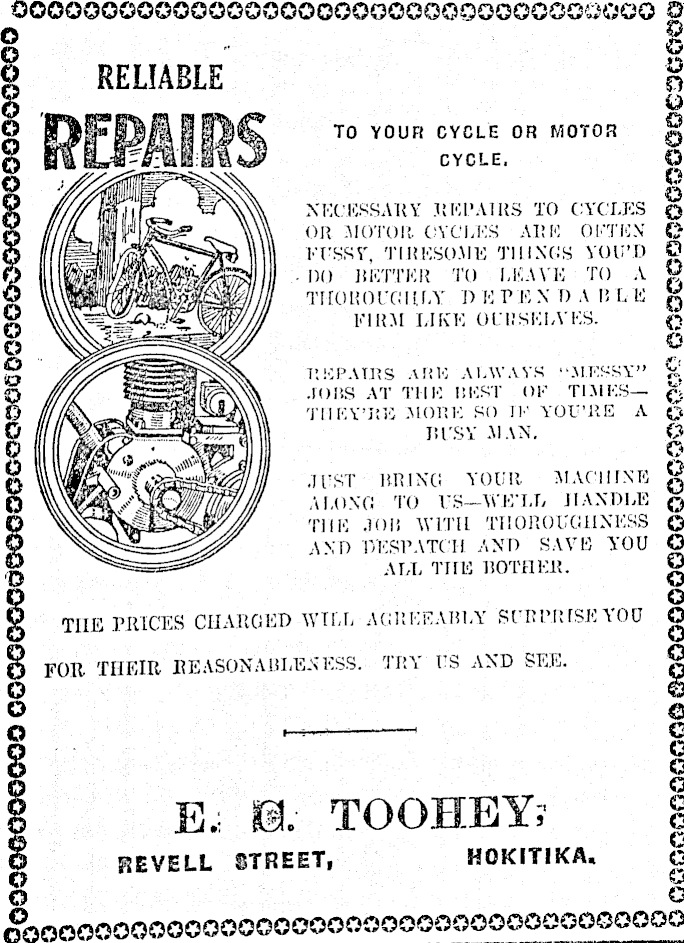 RELIABLE
REPAIRS
TO YOUR CYCLE OR MOTOR
CYCLE.
NECESSARY REPAIRS TO CYCLES
OR MOTOR CYCLES ARE OFTEN
FUSSY, TIRESOME THINGS YOU'D
DO BETTER TO LEAVE TO A
THOROUGHLY DEPENDABLE
FIRM LIKE OURSELVES.
REPAIRS ARE ALWAYS "MESSY"
JOBS AT THE BEST OF TIMES—
THEY'RE MORE SO IF YOU'RE A
BUSY MAN.
JUST BRING YOUR MACHINE
ALONG TO US—WE'LL HANDLE
THE JOB WITH THOROUGHNESS
AND DESPATCH AND SAVE YOU
ALL THE BOTHER.
THE PRICES CHARGED WILL AGREEABLY SURPRISE YOU
FOR THEIR REASONABLENESS. TRY US AND SEE.
E. TOOHEY,
REVELL STREET, HOKITIKA.